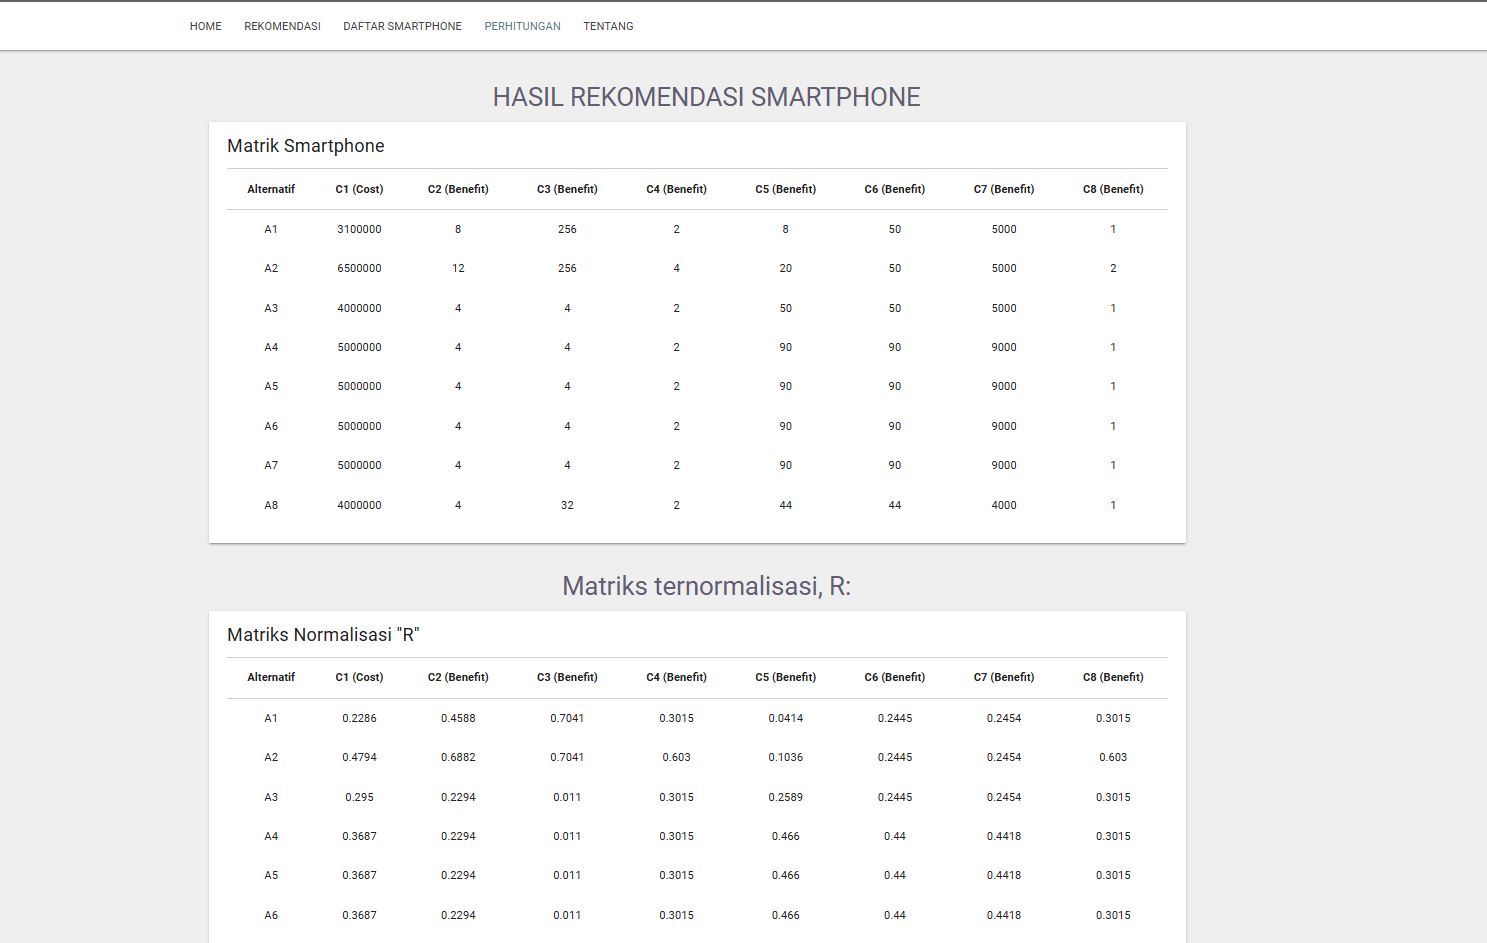 HOME REKOMENDASI DAFTAR SMARTPHONE PERHITUNGAN TENTANG
HASIL REKOMENDASI SMARTPHONE
Matrik Smartphone
Alternatif C1 (Cost) C2 (Benefit) C3 (Benefit) C4 (Benefit) C5 (Benefit) C6 (Benefit) C7 (Benefit) C8 (Benefit)
A1 3100000 8 256 2 8 50 5000 1
A2 6500000 12 256 4 20 50 5000 2
A3 4000000 4 4 2 50 50 5000 1
A4 5000000 4 4 2 90 90 9000 1
A5 5000000 4 4 2 90 90 9000 1
A6 5000000 4 4 2 90 90 9000 1
A7 5000000 4 4 2 90 90 9000 1
A8 4000000 4 32 2 44 44 4000 1
Matriks ternormalisasi, R:
Matriks Normalisasi "R"
Alternatif C1 (Cost) C2 (Benefit) C3 (Benefit) C4 (Benefit) C5 (Benefit) C6 (Benefit) C7 (Benefit) C8 (Benefit)
A1 0.2286 0.4588 0.7041 0.3015 0.0414 0.2445 0.2454 0.3015
A2 0.4794 0.6882 0.7041 0.603 0.1036 0.2445 0.2454 0.603
A3 0.295 0.2294 0.011 0.3015 0.2589 0.2445 0.2454 0.3015
A4 0.3687 0.2294 0.011 0.3015 0.466 0.44 0.4418 0.3015
A5 0.3687 0.2294 0.011 0.3015 0.466 0.44 0.4418 0.3015
A6 0.3687 0.2294 0.011 0.3015 0.466 0.44 0.4418 0.3015